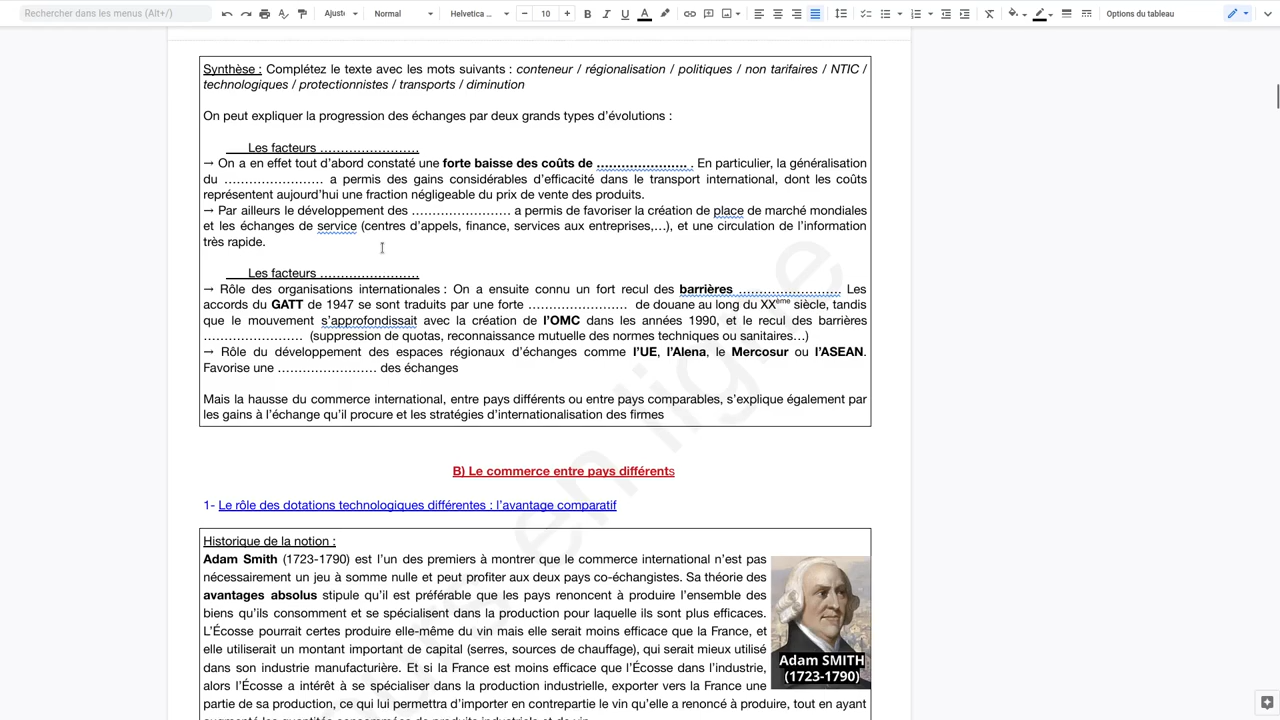 Rechercher dans les menus (Alt+/)
Ajuste
Normal
Helvetica ...
10
Options du tableau
Synthèse : Complétez le texte avec les mots suivants : conteneur / régionalisation / politiques / non tarifaires / NTIC /
technologiques / protectionnistes / transports / diminution
On peut expliquer la progression des échanges par deux grands types d’évolutions :
Les facteurs ……………………
→ On a en effet tout d’abord constaté une forte baisse des coûts de …………………. . En particulier, la généralisation
du …………………… a permis des gains considérables d’efficacité dans le transport international, dont les coûts
représentent aujourd’hui une fraction négligeable du prix de vente des produits.
→ Par ailleurs le développement des …………………… a permis de favoriser la création de place de marché mondiales
et les échanges de service (centres d’appels, finance, services aux entreprises,…), et une circulation de l’information
très rapide.
Les facteurs ……………………
→ Rôle des organisations internationales : On a ensuite connu un fort recul des barrières ……………………. Les
accords du GATT de 1947 se sont traduits par une forte …………………… de douane au long du XXème siècle, tandis
que le mouvement s’approfondissait avec la création de l’OMC dans les années 1990, et le recul des barrières
…………………… (suppression de quotas, reconnaissance mutuelle des normes techniques ou sanitaires…)
→ Rôle du développement des espaces régionaux d’échanges comme l’UE, l’Alena, le Mercosur ou l’ASEAN.
Favorise une …………………… des échanges
Mais la hausse du commerce international, entre pays différents ou entre pays comparables, s’explique également par
les gains à l’échange qu’il procure et les stratégies d’internationalisation des firmes
B) Le commerce entre pays différents
1- Le rôle des dotations technologiques différentes : l’avantage comparatif
Historique de la notion :
Adam Smith (1723-1790) est l’un des premiers à montrer que le commerce international n’est pas
nécessairement un jeu à somme nulle et peut profiter aux deux pays co-échangistes. Sa théorie des
avantages absolus stipule qu’il est préférable que les pays renoncent à produire l’ensemble des
biens qu’ils consomment et se spécialisent dans la production pour laquelle ils sont plus efficaces.
L’Écosse pourrait certes produire elle-même du vin mais elle serait moins efficace que la France, et
elle utiliserait un montant important de capital (serres, sources de chauffage), qui serait mieux utilisé
dans son industrie manufacturière. Et si la France est moins efficace que l’Écosse dans l’industrie,
alors l’Écosse a intérêt à se spécialiser dans la production industrielle, exporter vers la France une
partie de sa production, ce qui lui permettra d’importer en contrepartie le vin qu’elle a renoncé à produire, tout en ayant
Adam SMITH
(1723-1790)
en ligne